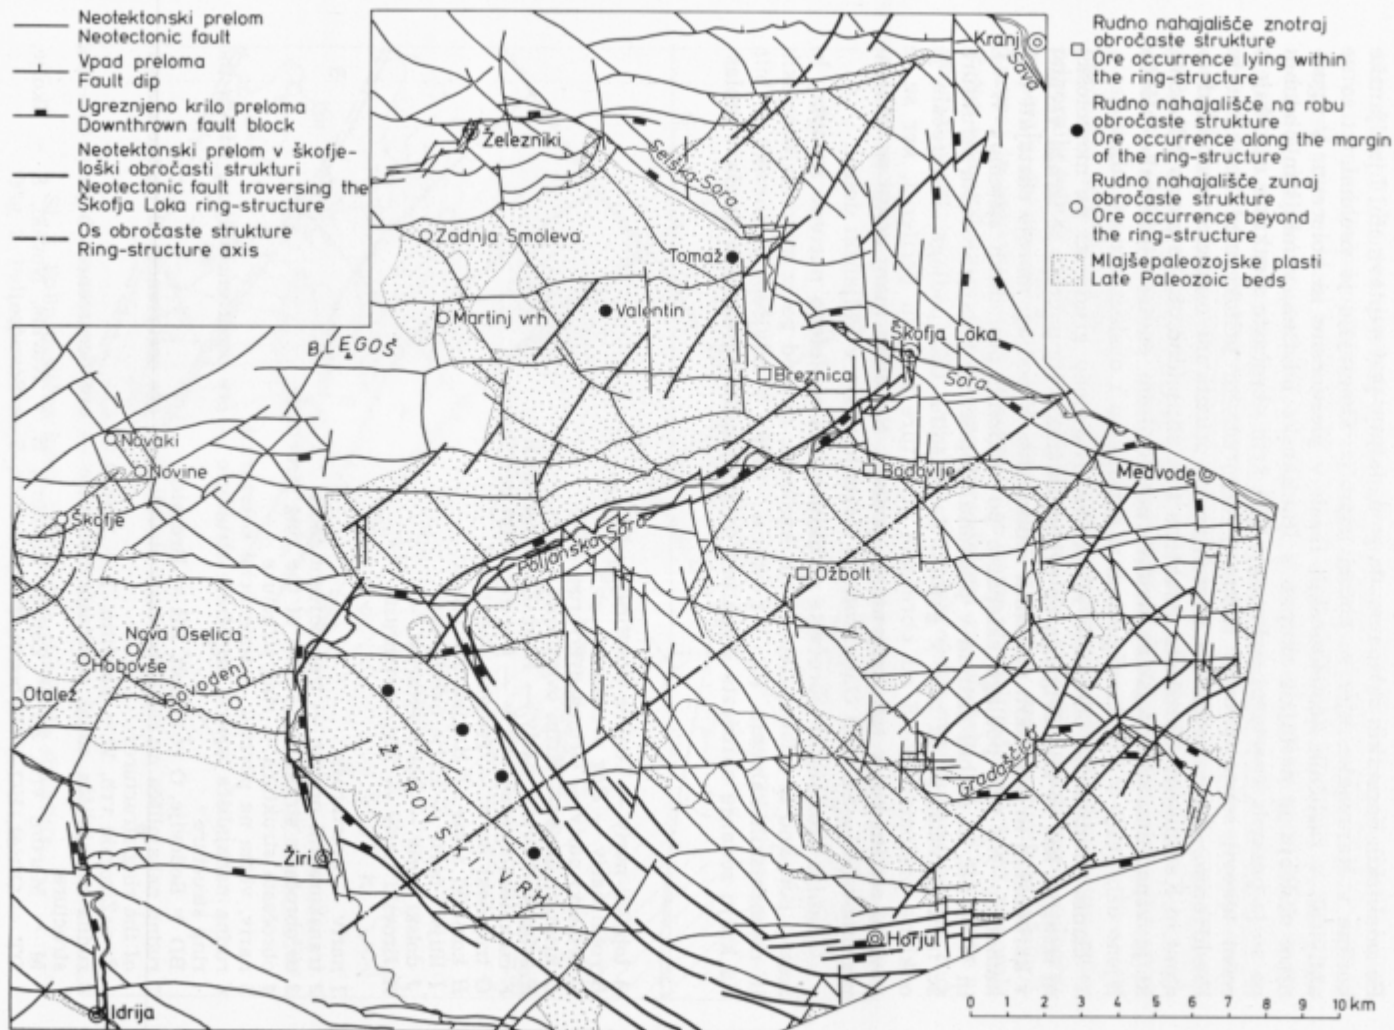 Neotektonski prelom
Neotectonic fault
Vpad preloma
Fault dip
Ugreznjeno krilo preloma
Downthrown fault block
Neotektonski prelom v škofje-
loški obročasti strukturi
Neotectonic fault traversing the
Škofja Loka ring-structure
Os obročaste strukture
Ring-structure axis
Rudno nahajališče znotraj
obročaste strukture
Ore occurrence lying within
the ring-structure
Rudno nahajališče na robu
obročaste strukture
Ore occurrence along the margin
of the ring-structure
Rudno nahajališče zunaj
obročaste strukture
Ore occurrence beyond
the ring-structure
Mlajšepaleozojske plasti
Late Paleozoic beds
Kranj
Sava
Železniki
Selška Sora
Zadnja Smoleva
Tomaž
Martinj vrh
Valentin
BLEGOŠ
Škofja Loka
Breznica
Sora
Novaki
Novine
Bodovlje
Medvode
Škofje
Poljanska Sora
Ožbolt
Nova Oselica
Hobovše
Sovodenj
Otalež
ŽIROVSKI VRH
Gradaščica
Žiri
Horjul
Idrija
0 1 2 3 4 5 6 7 8 9 10 km